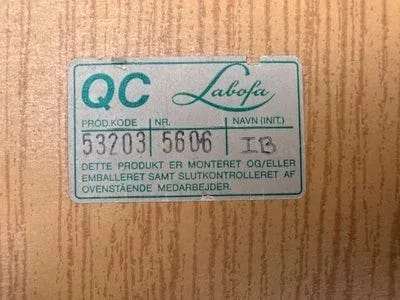 QC Labofa
PROD.KODE NR. NAVN (INIT.)
53203 5606 IB
DETTE PRODUKT ER MONTERET OG/ELLER
EMBALLERET SAMT SLUTKONTROLLERET AF
OVENSTÅENDE MEDARBEJDER.